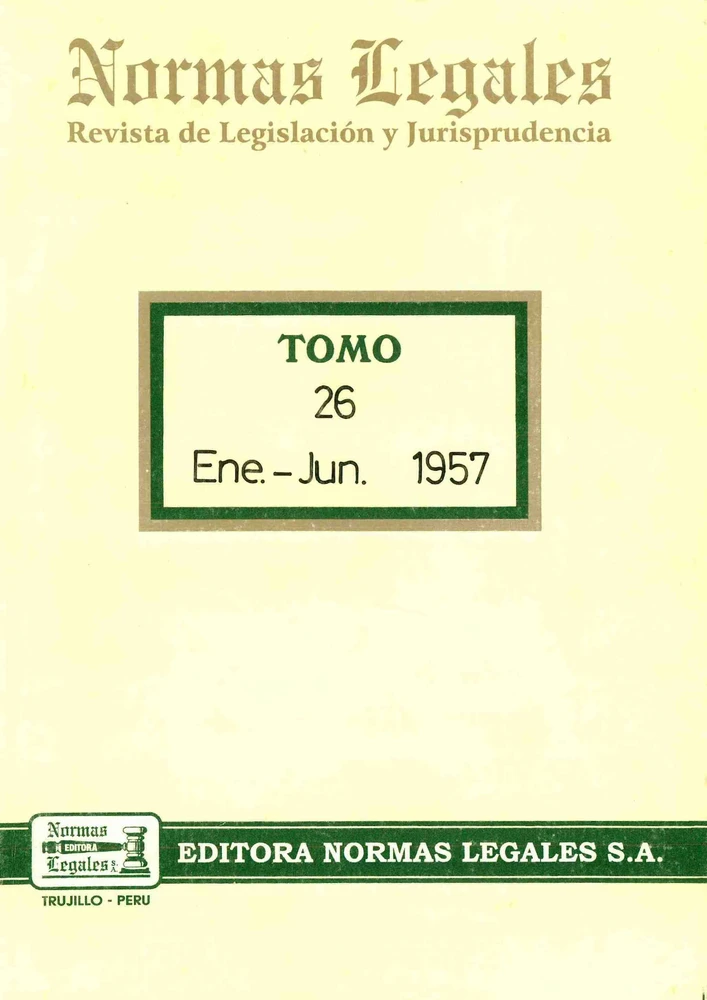 Normas Legales
Revista de Legislación y Jurisprudencia
TOMO
26
Ene.-Jun. 1957
Normas
EDITORA
Legales S.A.
EDITORA NORMAS LEGALES S.A.
TRUJILLO - PERU